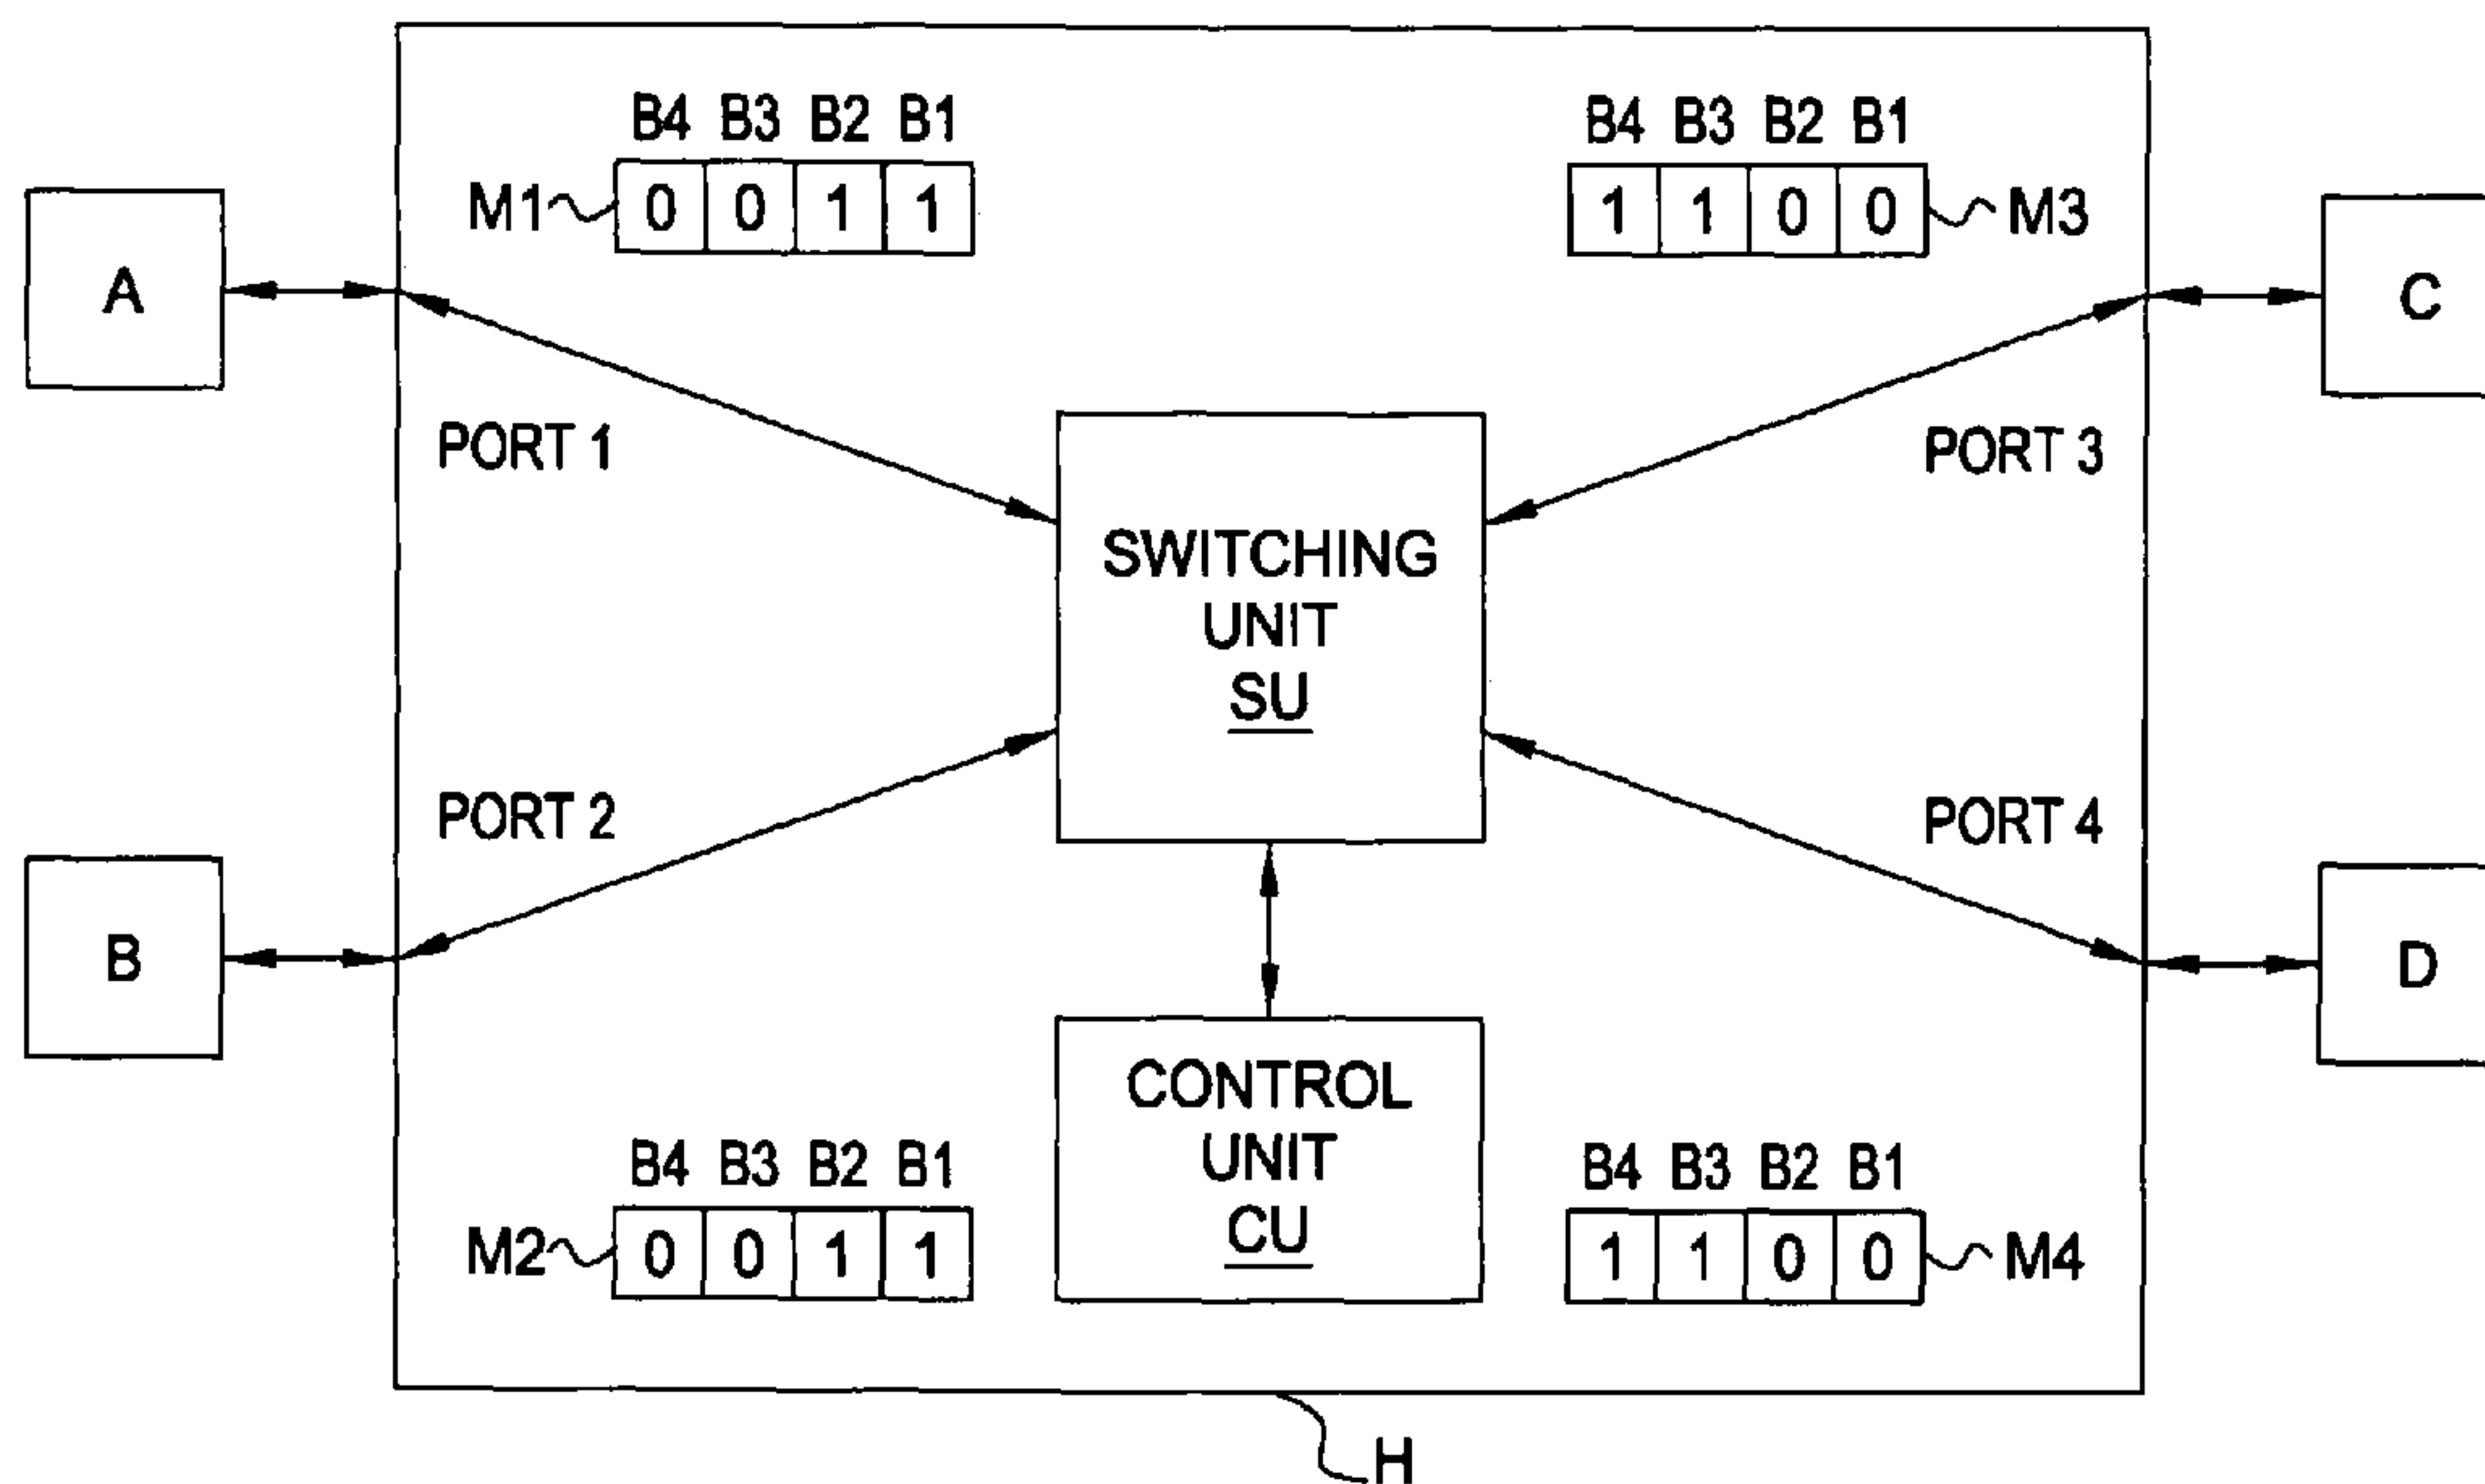 B4 B3 B2 B1
M1 0 0 1 1
B4 B3 B2 B1
1 1 0 0 M3
A
C
PORT 1
PORT 3
SWITCHING
UNIT
SU
PORT 2
PORT 4
B
D
CONTROL
UNIT
CU
B4 B3 B2 B1
M2 0 0 1 1
B4 B3 B2 B1
1 1 0 0 M4
H